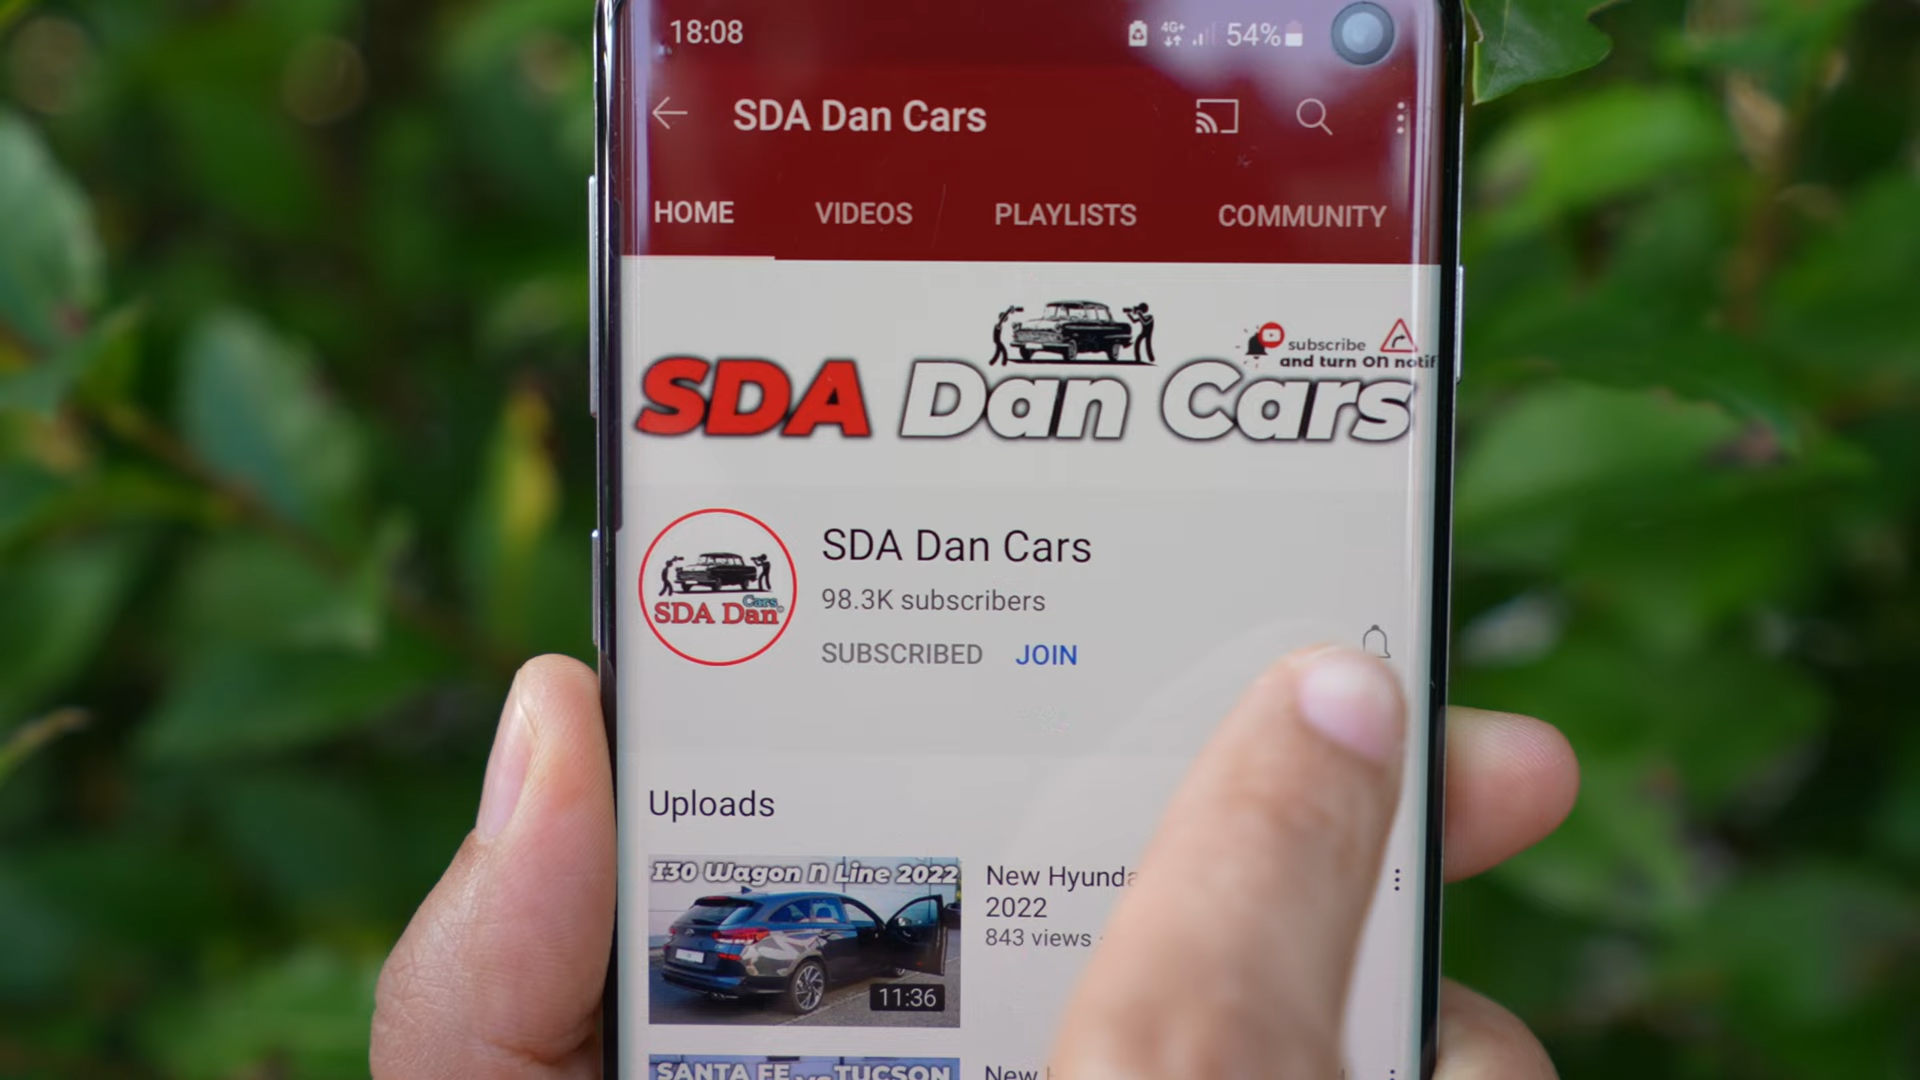 18:08
4G+
54%
SDA Dan Cars
HOME
VIDEOS
PLAYLISTS
COMMUNITY
subscribe
and turn On notif
SDA Dan Cars
SDA Dan Cars
Cars
SDA Dan
98.3K subscribers
SUBSCRIBED
JOIN
Uploads
I30 Wagon N Line 2022
11:36
New Hyunda
2022
843 views
SANTA FE vs TUCSON
New